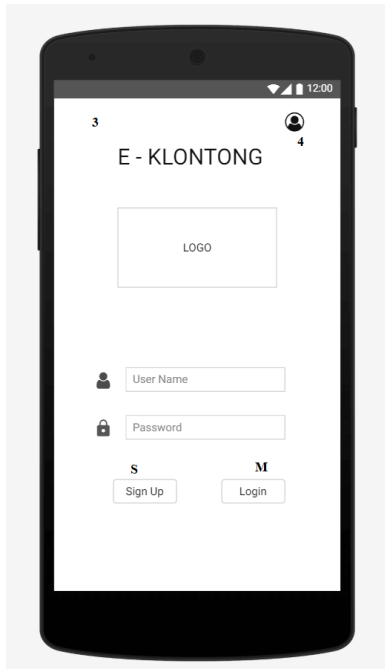 12:00
3
4
E - KLONTONG
LOGO
User Name
Password
S M
Sign Up Login